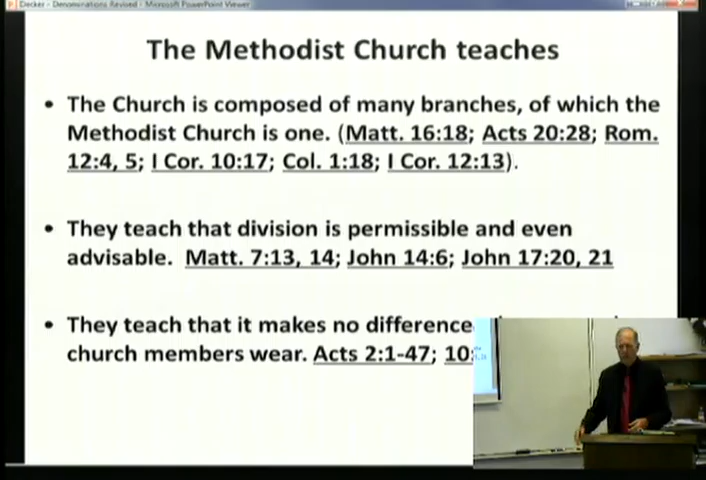 Decker - Denominations Revised - Microsoft PowerPoint Viewer
The Methodist Church teaches
• The Church is composed of many branches, of which the
Methodist Church is one. (Matt. 16:18; Acts 20:28; Rom.
12:4, 5; I Cor. 10:17; Col. 1:18; I Cor. 12:13).
• They teach that division is permissible and even
advisable. Matt. 7:13, 14; John 14:6; John 17:20, 21
• They teach that it makes no difference
church members wear. Acts 2:1-47; 10: